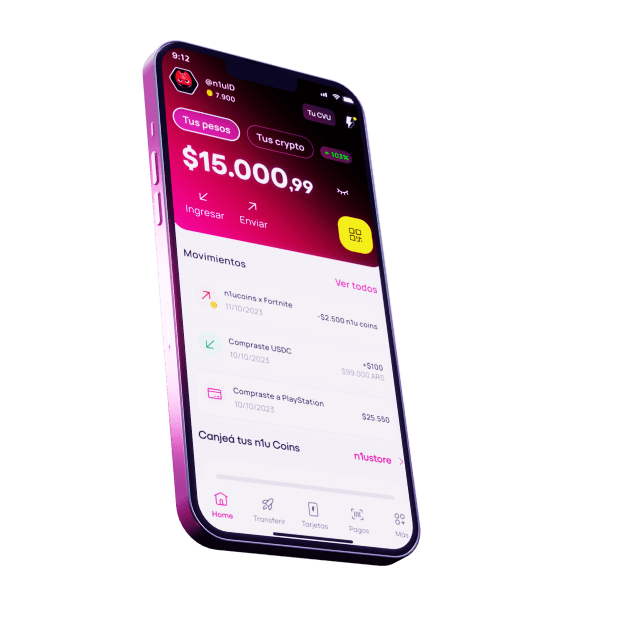 9:12
@n1uID
7.900
Tu CVU
Tus pesos
Tus crypto
103%
$15.000,99
Ingresar
Enviar
Movimientos
Ver todos
n1ucoins x Fortnite
11/10/2023
-$2.500 n1u coins
Compraste USDC
10/10/2023
+$100
$99.000 ARS
Compraste a PlayStation
10/10/2023
$25.550
Canjeá tus n1u Coins
n1ustore
Home
Transferir
Tarjetas
Pagos
Más